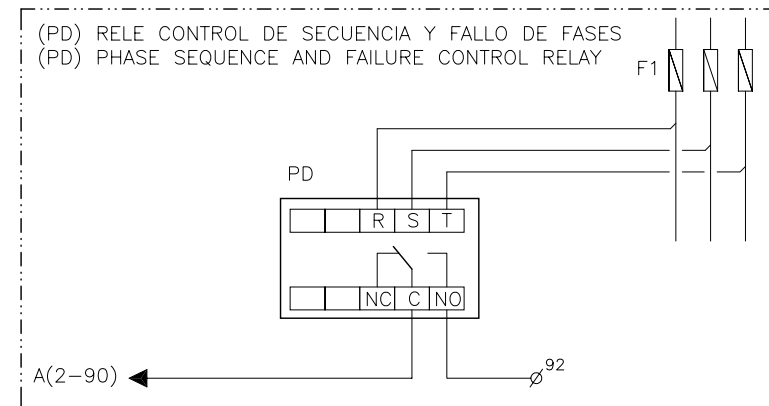 (PD) RELE CONTROL DE SECUENCIA Y FALLO DE FASES
(PD) PHASE SEQUENCE AND FAILURE CONTROL RELAY
F1
PD
R S T
NC C NO
A(2-90)
92